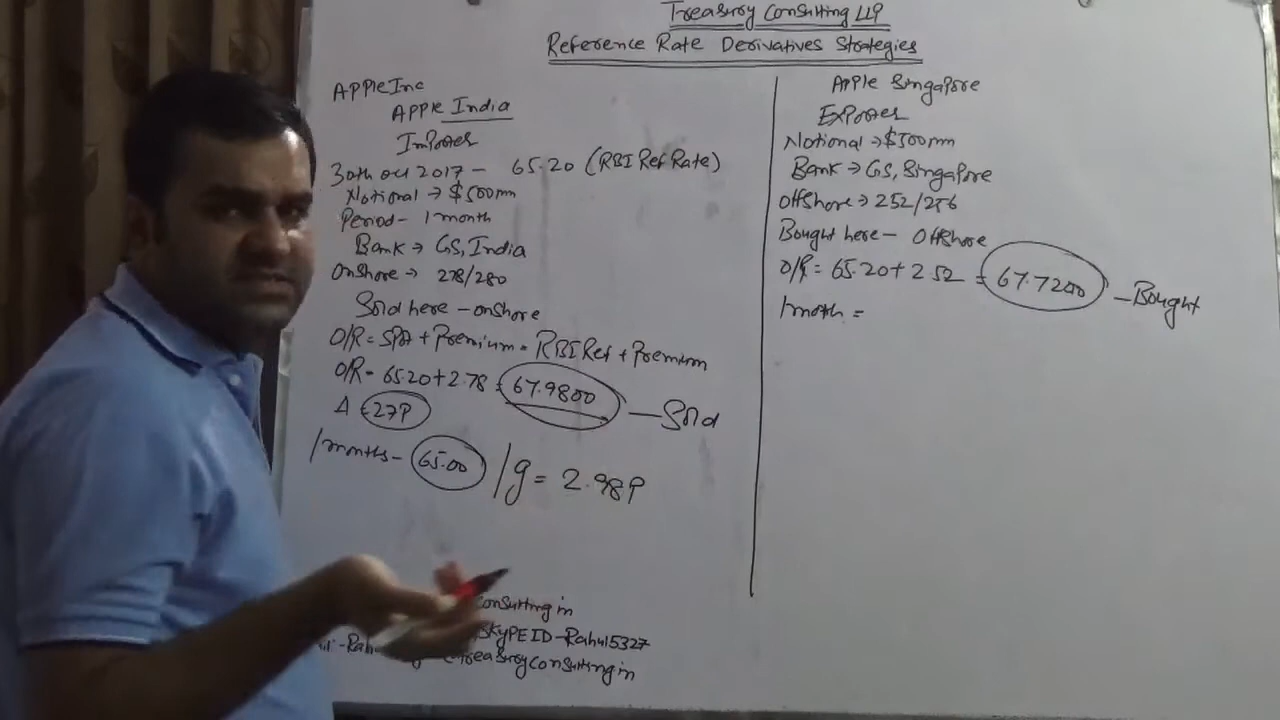 Treasury Consulting LLP
Reference Rate Derivatives Strategies
APPle Inc
APPle India
Importer
30th oct 2017 - 65.20 (RBI Ref Rate)
Notional → $500mn
Period - 1 month
Bank → GS, India
Onshore → 278/280
Sold here - onshore
O/R = SPOt + Premium = RBI Ref + Premium
O/R = 65.20 + 2.78 = 67.9800 - Sold
27P
1 months - 65.00 / g = 2.98P
consulting in
SkyPE ID - Rahul5327
treasuryconsulting in
Apple Singapore
Exporter
Notional → $500mn
Bank → GS, Singapore
Offshore → 252/256
Bought here - Offshore
O/R = 65.20 + 2.52 = 67.7200 - Bought
1 month =